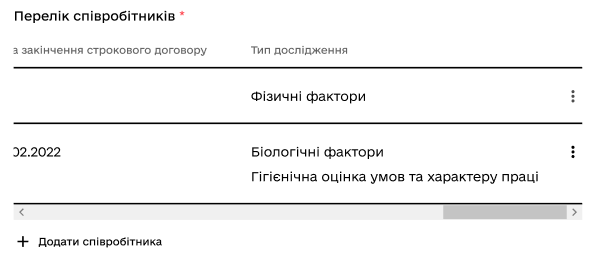 Перелік співробітників *
закінчення строкового договору Тип дослідження
Фізичні фактори
02.2022 Біологічні фактори
Гігієнічна оцінка умов та характеру праці
+ Додати співробітника